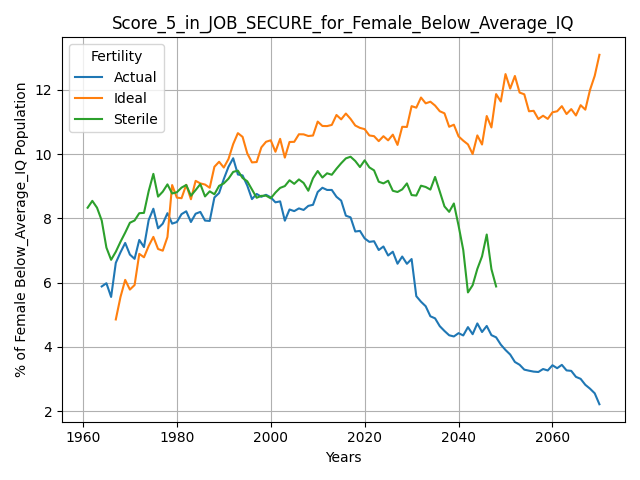 Score_5_in_JOB_SECURE_for_Female_Below_Average_IQ
Fertility
Actual
Ideal
Sterile
% of Female Below_Average_IQ Population
12
10
8
6
4
2
1960 1980 2000 2020 2040 2060
Years